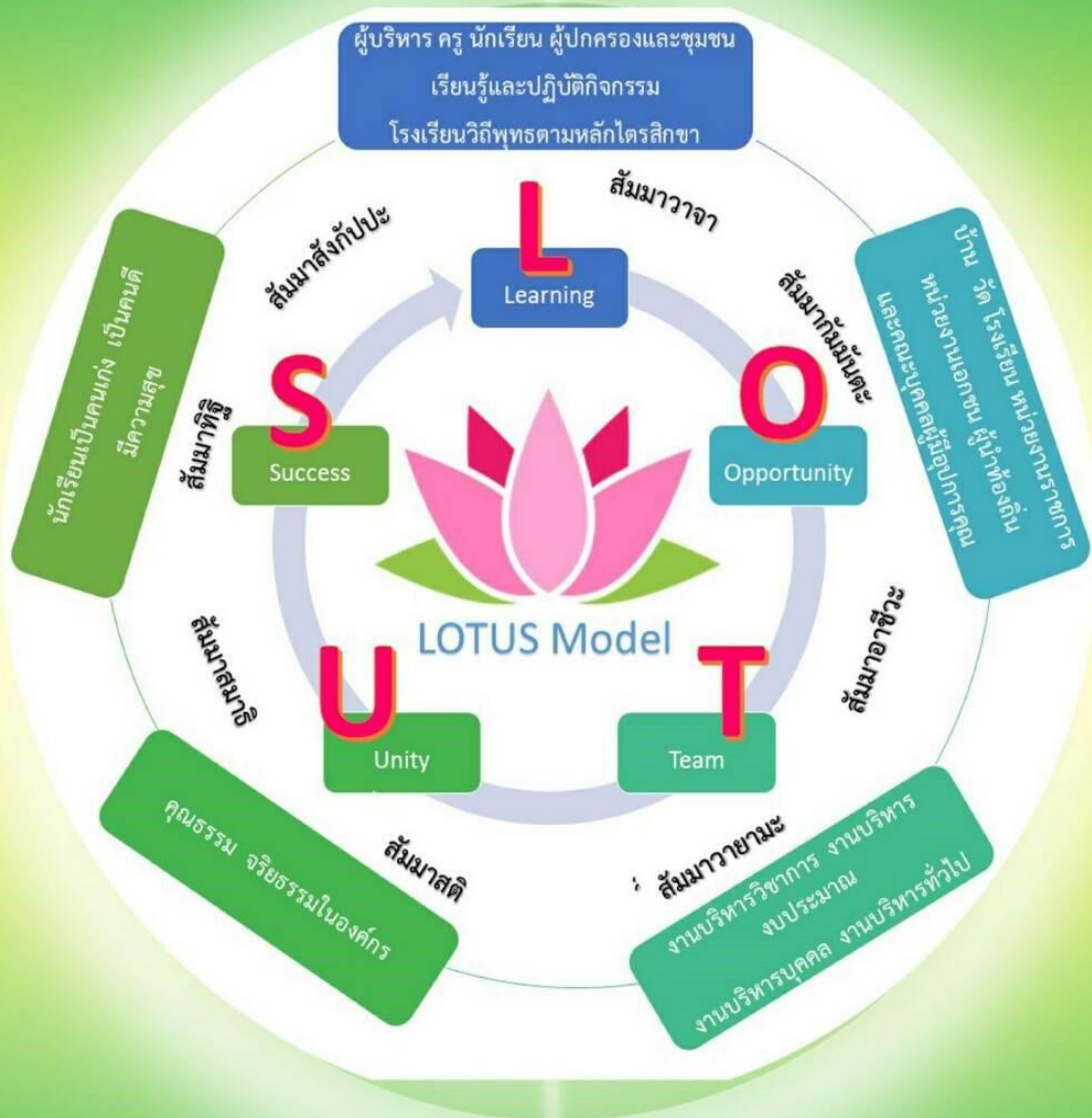 ผู้บริหาร ครู นักเรียน ผู้ปกครองและชุมชน
เรียนรู้และปฏิบัติกิจกรรม
โรงเรียนวิถีพุทธตามหลักไตรสิกขา
L
Learning
สัมมาวาจา
สัมมากัมมันตะ
O
Opportunity
บ้าน วัด โรงเรียน หน่วยงานราชการ
หน่วยงานเอกชน ผู้นำท้องถิ่น
และคณะบุคคลผู้มีอุปการคุณ
สัมมาอาชีวะ
T
Team
งานบริหารวิชาการ งานบริหาร
งบประมาณ
งานบริหารบุคคล งานบริหารทั่วไป
สัมมาวายามะ
สัมมาสติ
U
Unity
คุณธรรม จริยธรรมในองค์กร
สัมมาสมาธิ
S
Success
นักเรียนเป็นคนเก่ง เป็นคนดี
มีความสุข
สัมมาทิฐิ
สัมมาสังกัปปะ
LOTUS Model